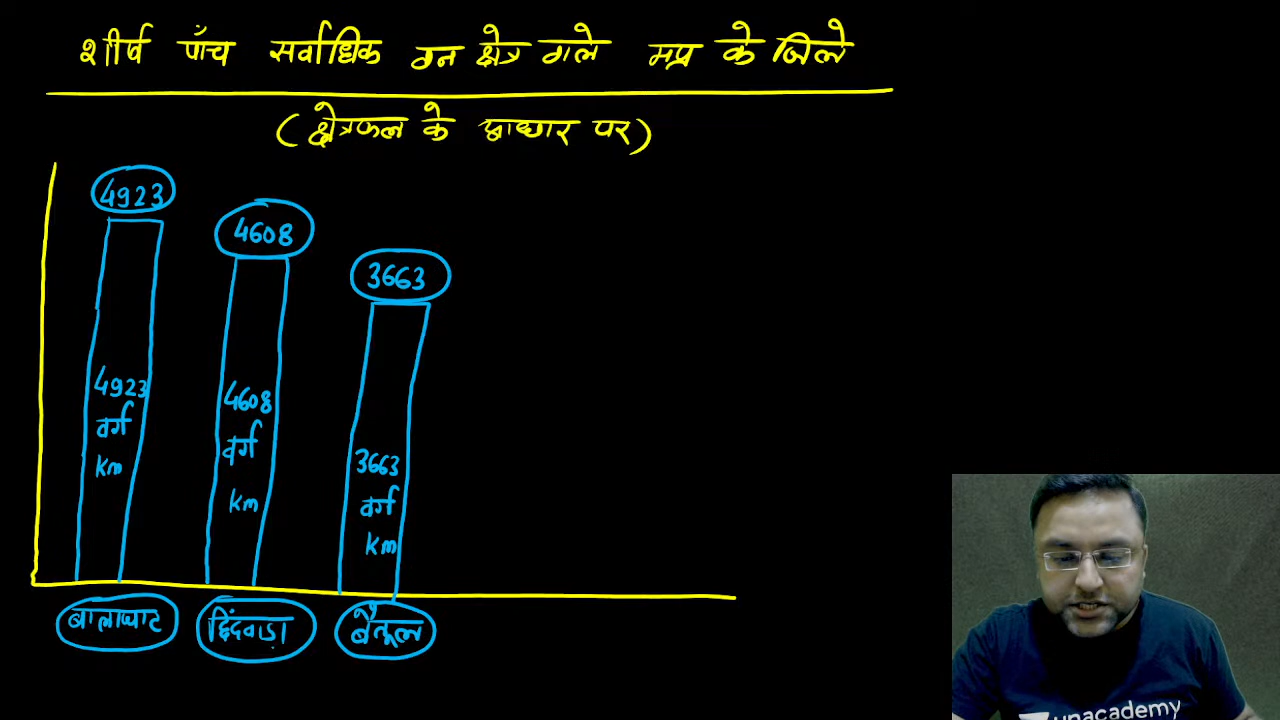 शीर्ष पाँच सर्वाधिक वन क्षेत्र वाले मप्र के जिले
(क्षेत्रफल के आधार पर)
4923
4608
3663
4923
वर्ग
km
4608
वर्ग
km
3663
वर्ग
km
बालाघाट
छिंदवाड़ा
बैतूल
unacademy